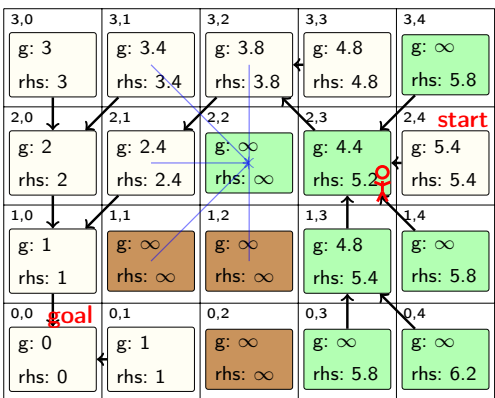 3,0 3,1 3,2 3,3 3,4
g: 3 g: 3.4 g: 3.8 g: 4.8 g: ∞
rhs: 3 rhs: 3.4 rhs: 3.8 rhs: 4.8 rhs: 5.8
2,0 2,1 2,2 2,3 2,4 start
g: 2 g: 2.4 g: ∞ g: 4.4 g: 5.4
rhs: 2 rhs: 2.4 rhs: ∞ rhs: 5.2 rhs: 5.4
1,0 1,1 1,2 1,3 1,4
g: 1 g: ∞ g: ∞ g: 4.8 g: ∞
rhs: 1 rhs: ∞ rhs: ∞ rhs: 5.4 rhs: 5.8
0,0 goal 0,1 0,2 0,3 0,4
g: 0 g: 1 g: ∞ g: ∞ g: ∞
rhs: 0 rhs: 1 rhs: ∞ rhs: 5.8 rhs: 6.2